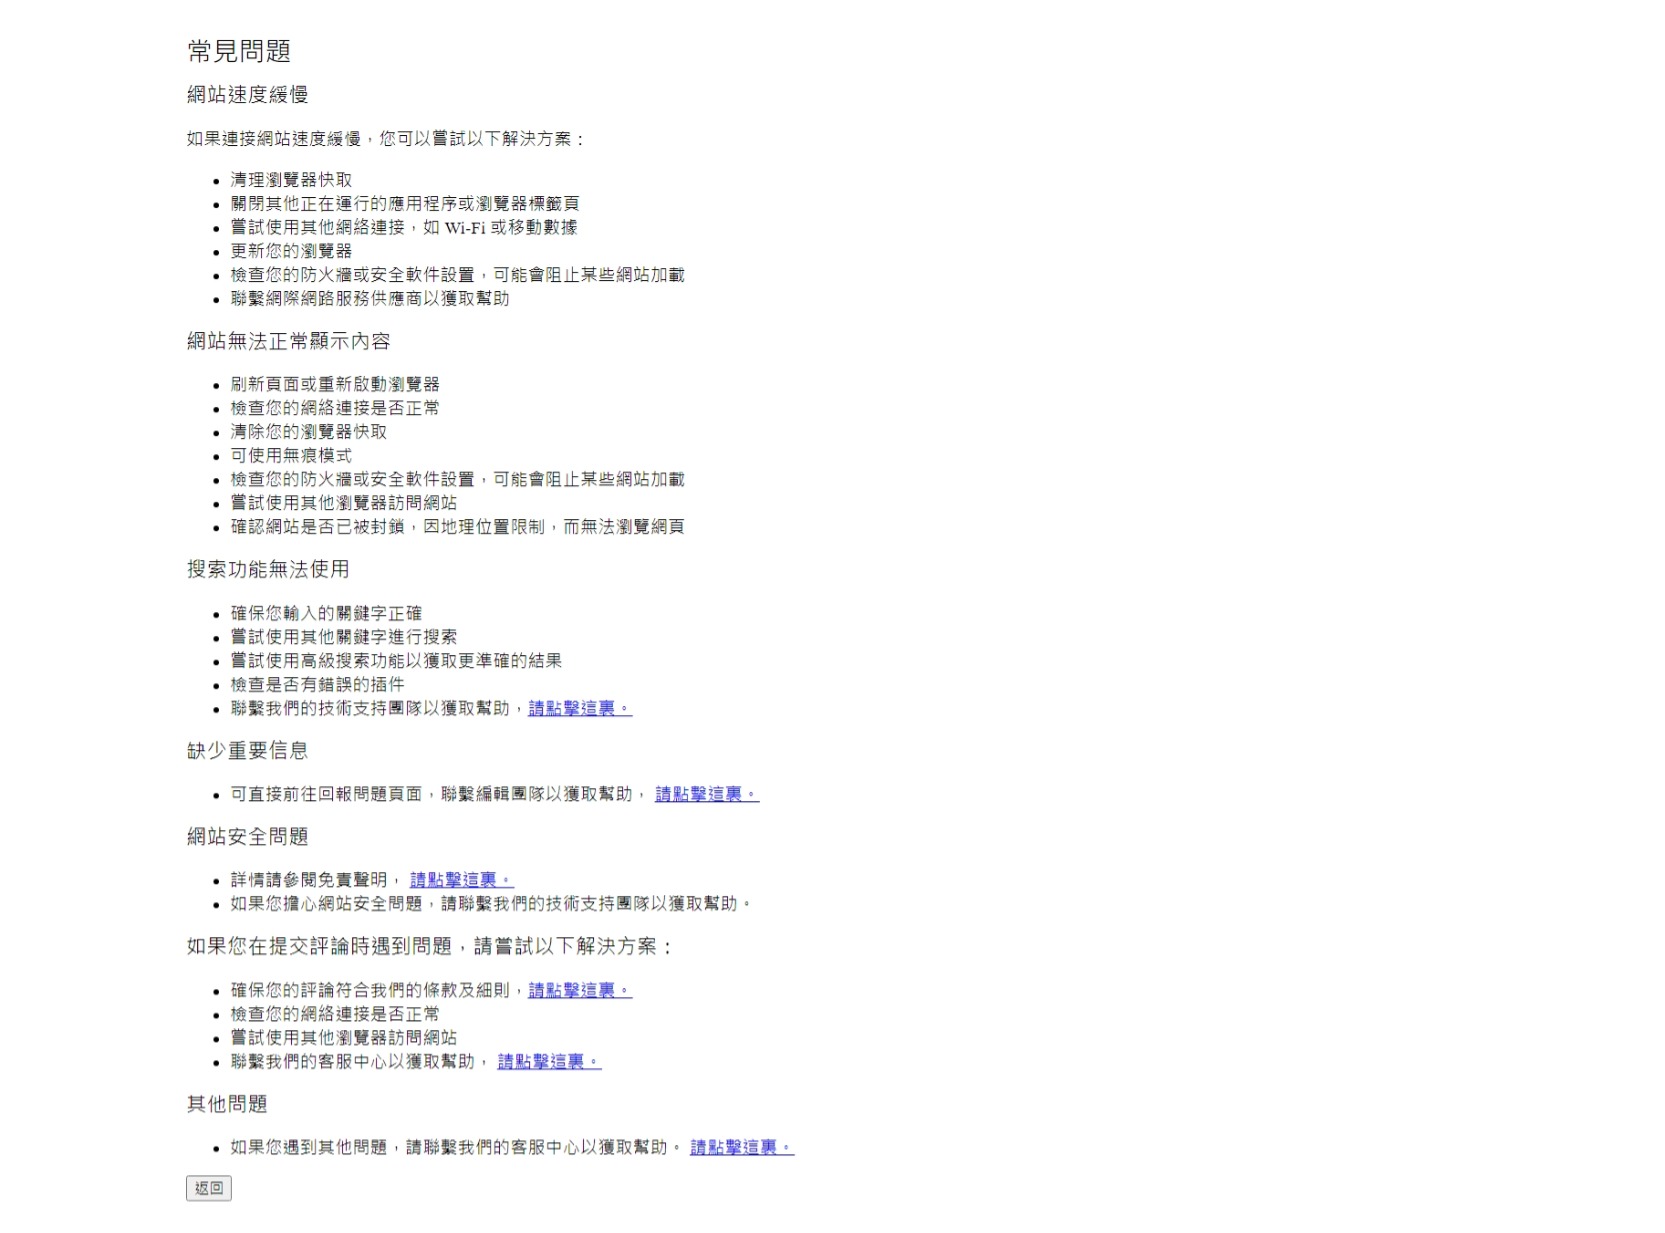 常見問題
網站速度緩慢
如果連接網站速度緩慢，您可以嘗試以下解決方案：
清理瀏覽器快取
關閉其他正在運行的應用程序或瀏覽器標籤頁
嘗試使用其他網絡連接，如 Wi-Fi 或移動數據
更新您的瀏覽器
檢查您的防火牆或安全軟件設置，可能會阻止某些網站加載
聯繫網際網路服務供應商以獲取幫助
網站無法正常顯示內容
刷新頁面或重新啟動瀏覽器
檢查您的網絡連接是否正常
清除您的瀏覽器快取
可使用無痕模式
檢查您的防火牆或安全軟件設置，可能會阻止某些網站加載
嘗試使用其他瀏覽器訪問網站
確認網站是否已被封鎖，因地理位置限制，而無法瀏覽網頁
搜索功能無法使用
確保您輸入的關鍵字正確
嘗試使用其他關鍵字進行搜索
嘗試使用高級搜索功能以獲取更準確的結果
檢查是否有錯誤的插件
聯繫我們的技術支持團隊以獲取幫助，請點擊這裏。
缺少重要信息
可直接前往回報問題頁面，聯繫編輯團隊以獲取幫助， 請點擊這裏。
網站安全問題
詳情請參閱免責聲明， 請點擊這裏。
如果您擔心網站安全問題，請聯繫我們的技術支持團隊以獲取幫助。
如果您在提交評論時遇到問題，請嘗試以下解決方案：
確保您的評論符合我們的條款及細則，請點擊這裏。
檢查您的網絡連接是否正常
嘗試使用其他瀏覽器訪問網站
聯繫我們的客服中心以獲取幫助， 請點擊這裏。
其他問題
如果您遇到其他問題，請聯繫我們的客服中心以獲取幫助。 請點擊這裏。
返回